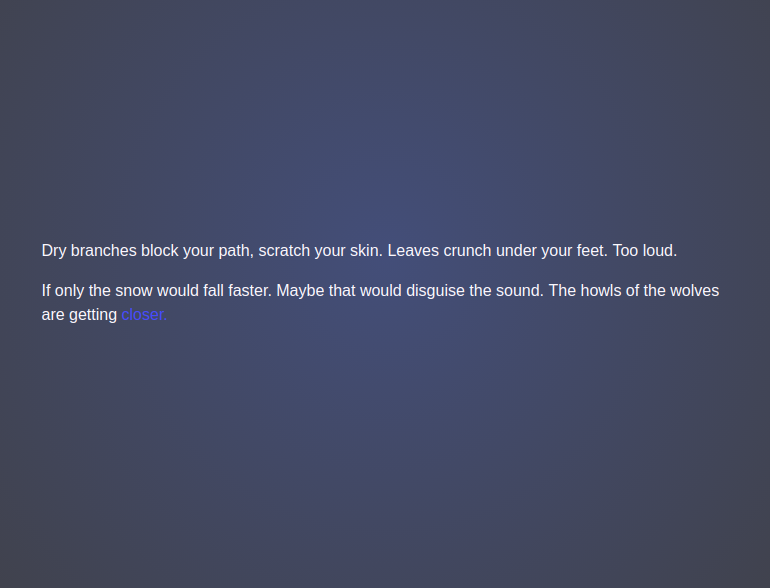 Dry branches block your path, scratch your skin. Leaves crunch under your feet. Too loud.
If only the snow would fall faster. Maybe that would disguise the sound. The howls of the wolves
are getting closer.